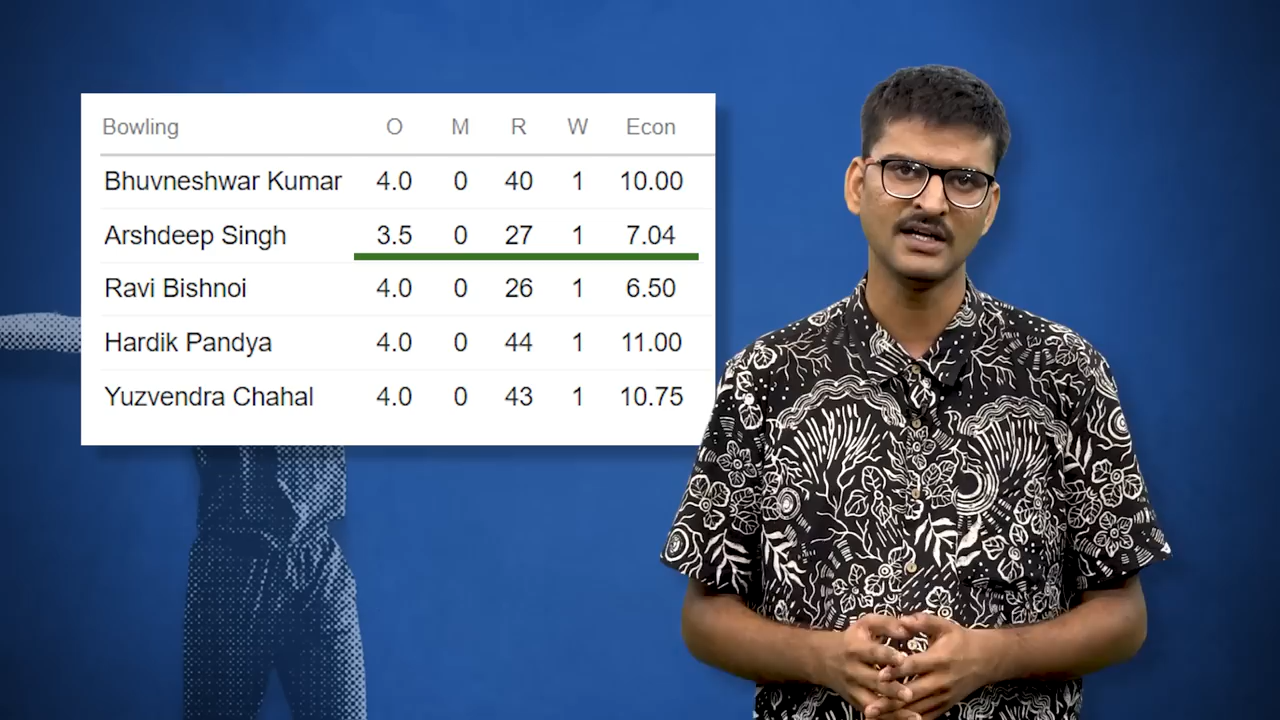 Bowling O M R W Econ
Bhuvneshwar Kumar 4.0 0 40 1 10.00
Arshdeep Singh 3.5 0 27 1 7.04
Ravi Bishnoi 4.0 0 26 1 6.50
Hardik Pandya 4.0 0 44 1 11.00
Yuzvendra Chahal 4.0 0 43 1 10.75